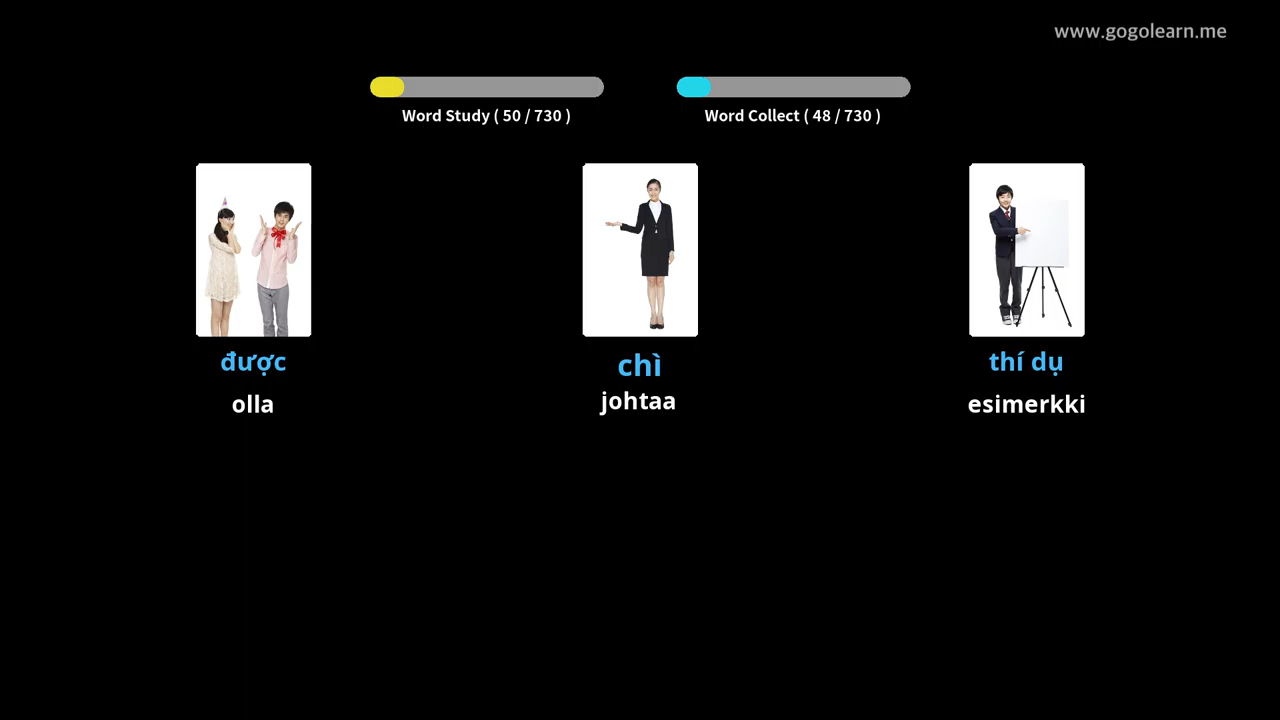 www.gogolearn.me
Word Study ( 50 / 730 )
Word Collect ( 48 / 730 )
được
chì
thí dụ
olla
johtaa
esimerkki